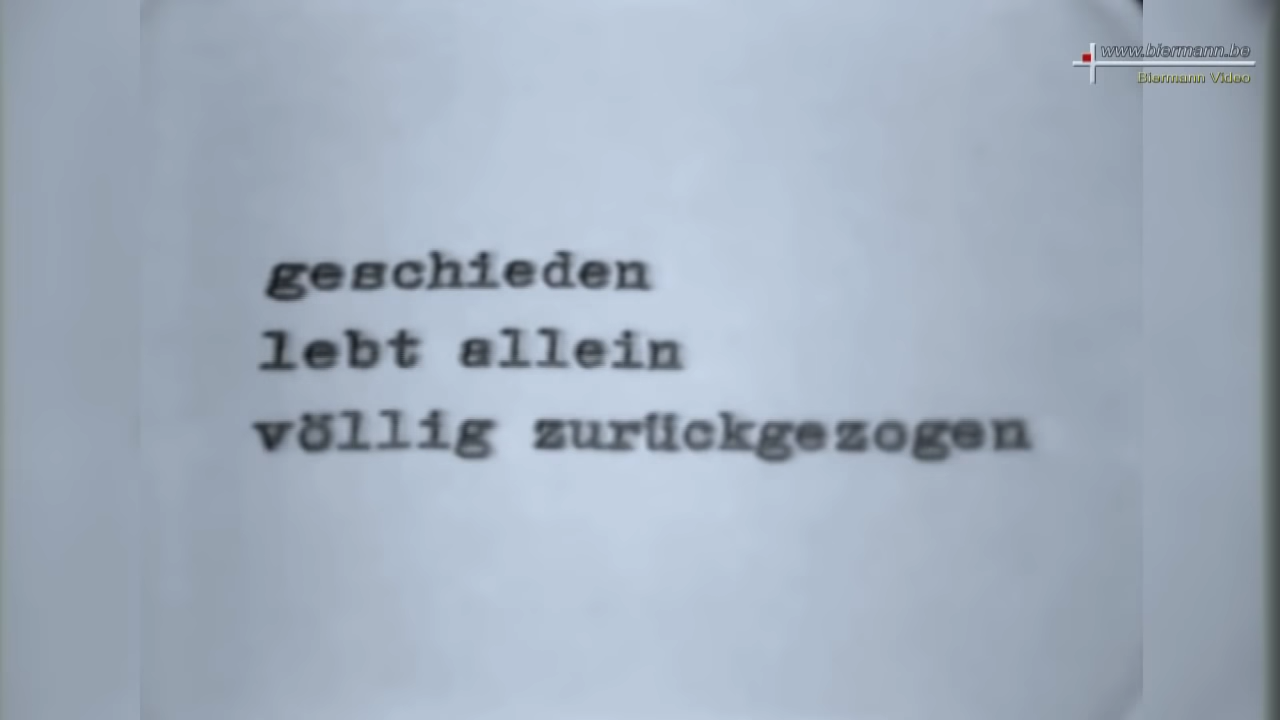 www.biermann.be
Biermann Video
geschieden
lebt allein
völlig zurückgezogen